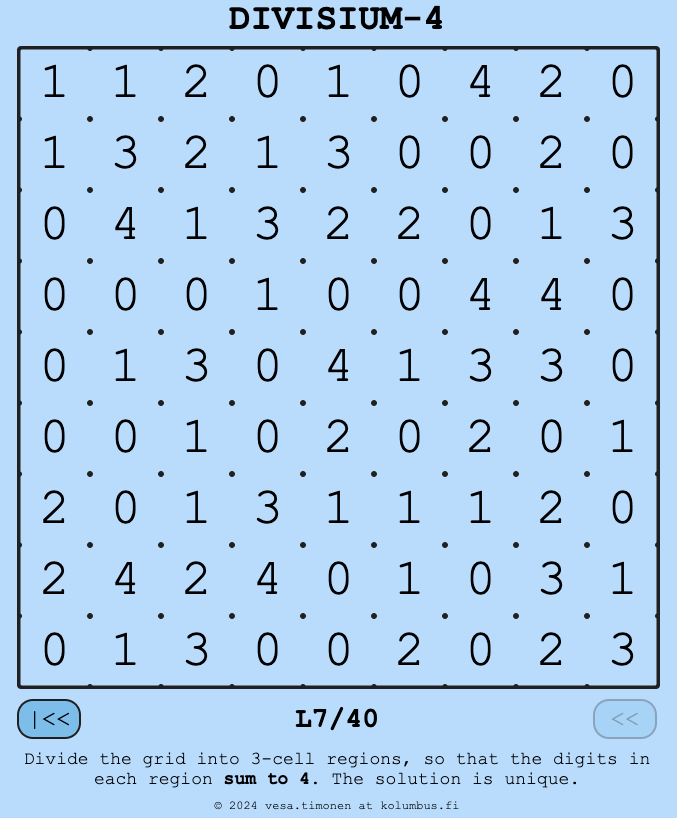 DIVISIUM-4
1 1 2 0 1 0 4 2 0
1 3 2 1 3 0 0 2 0
0 4 1 3 2 2 0 1 3
0 0 0 1 0 0 4 4 0
0 1 3 0 4 1 3 3 0
0 0 1 0 2 0 2 0 1
2 0 1 3 1 1 1 2 0
2 4 2 4 0 1 0 3 1
0 1 3 0 0 2 0 2 3
|<< L7/40 <<
Divide the grid into 3-cell regions, so that the digits in
each region sum to 4. The solution is unique.
© 2024 vesa.timonen at kolumbus.fi